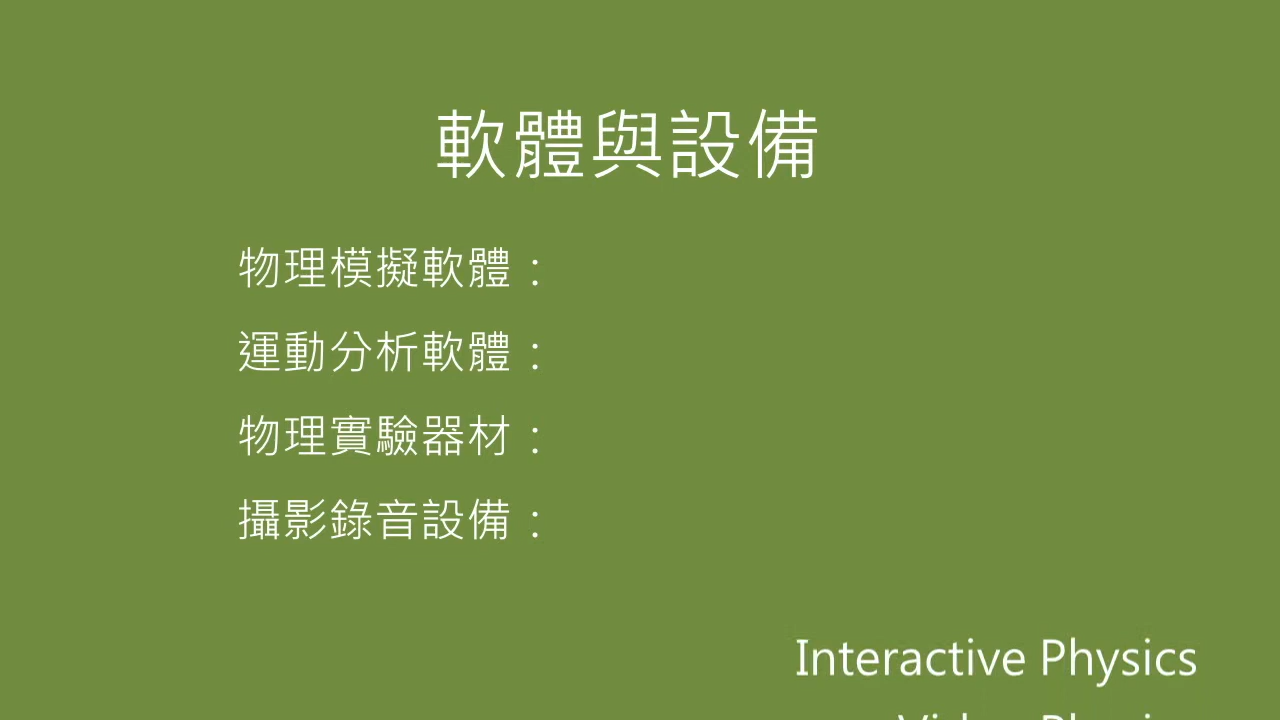 軟體與設備
物理模擬軟體：
運動分析軟體：
物理實驗器材：
攝影錄音設備：
Interactive Physics